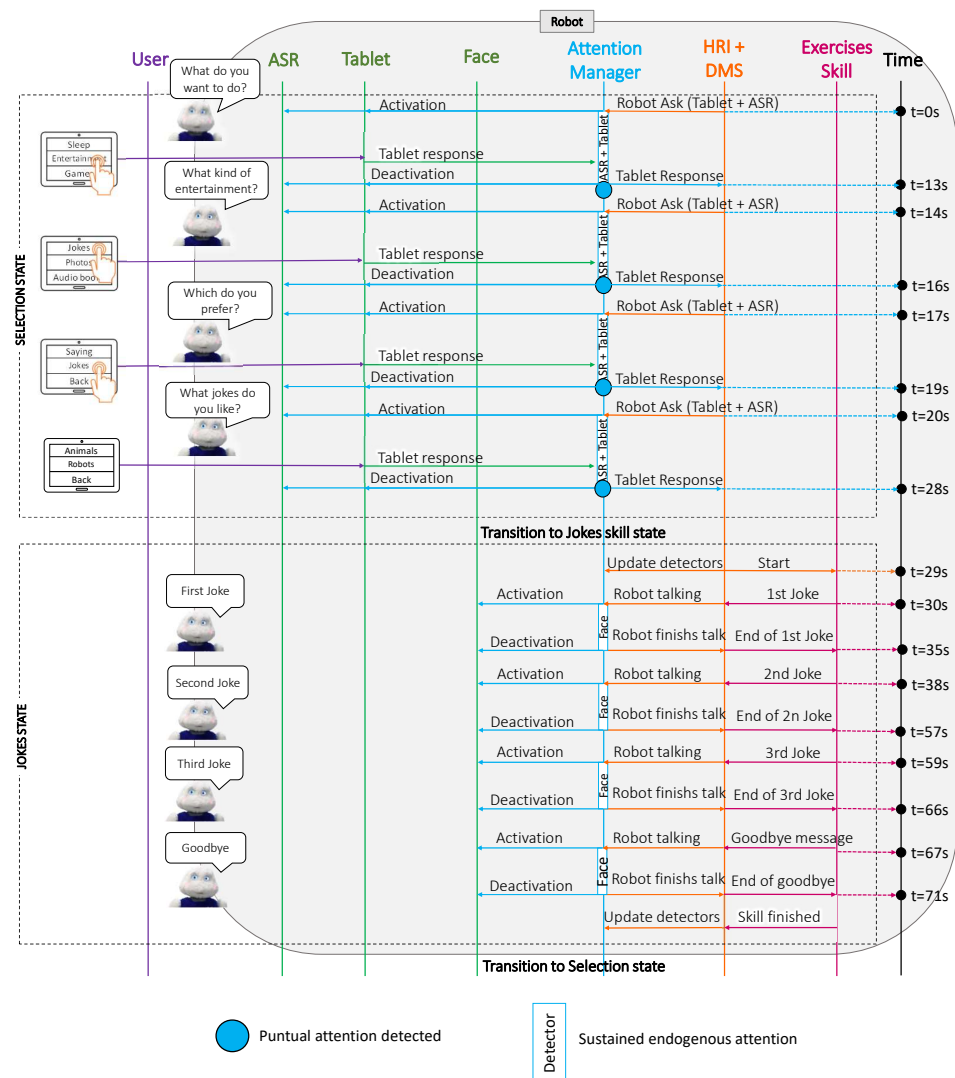 Robot
User
ASR
Tablet
Face
Attention
Manager
HRI +
DMS
Exercises
Skill
Time
SELECTION STATE
What do you
want to do?
Activation
Robot Ask (Tablet + ASR)
t=0s
ASR + Tablet
Sleep
Entertainment
Game
Tablet response
Deactivation
Tablet Response
t=13s
What kind of
entertainment?
Activation
Robot Ask (Tablet + ASR)
t=14s
ASR + Tablet
Jokes
Photos
Audio book
Tablet response
Deactivation
Tablet Response
t=16s
Which do you
prefer?
Activation
Robot Ask (Tablet + ASR)
t=17s
ASR + Tablet
Saying
Jokes
Back
Tablet response
Deactivation
Tablet Response
t=19s
What jokes do
you like?
Activation
Robot Ask (Tablet + ASR)
t=20s
ASR + Tablet
Animals
Robots
Back
Tablet response
Deactivation
Tablet Response
t=28s
Transition to Jokes skill state
JOKES STATE
Update detectors
Start
t=29s
First Joke
Activation
Robot talking
1st Joke
t=30s
Face
Deactivation
Robot finishs talk
End of 1st Joke
t=35s
Second Joke
Activation
Robot talking
2nd Joke
t=38s
Face
Deactivation
Robot finishs talk
End of 2n Joke
t=57s
Third Joke
Activation
Robot talking
3rd Joke
t=59s
Face
Deactivation
Robot finishs talk
End of 3rd Joke
t=66s
Goodbye
Activation
Robot talking
Goodbye message
t=67s
Face
Deactivation
Robot finishs talk
End of goodbye
t=71s
Update detectors
Skill finished
Transition to Selection state
Puntual attention detected
Detector
Sustained endogenous attention